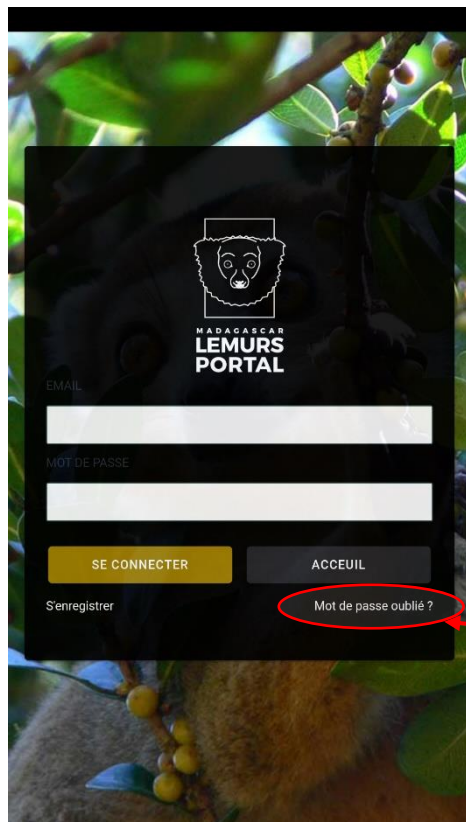 MADAGASCAR
LEMURS
PORTAL
EMAIL
MOT DE PASSE
SE CONNECTER
ACCEUIL
S'enregistrer
Mot de passe oublié ?